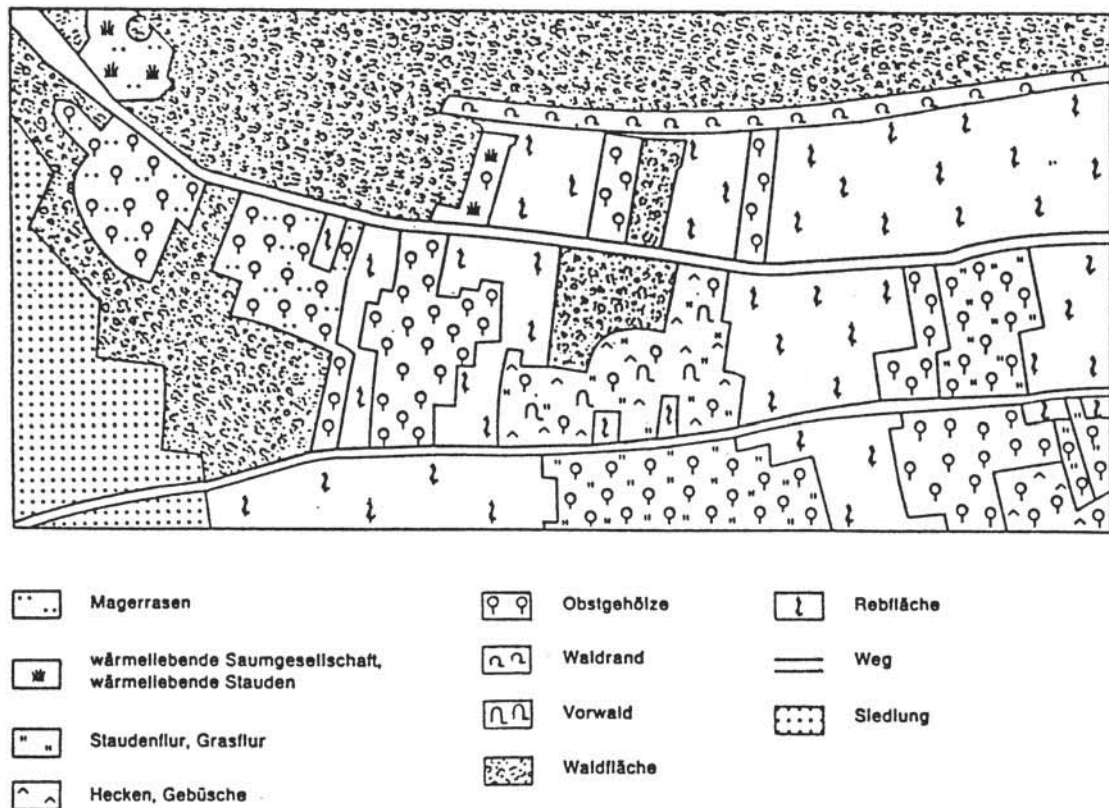 Magerrasen
wärmeliebende Saumgesellschaft,
wärmeliebende Stauden
Staudenflur, Grasflur
Hecken, Gebüsche
Obstgehölze
Waldrand
Vorwald
Waldfläche
Rebfläche
Weg
Siedlung